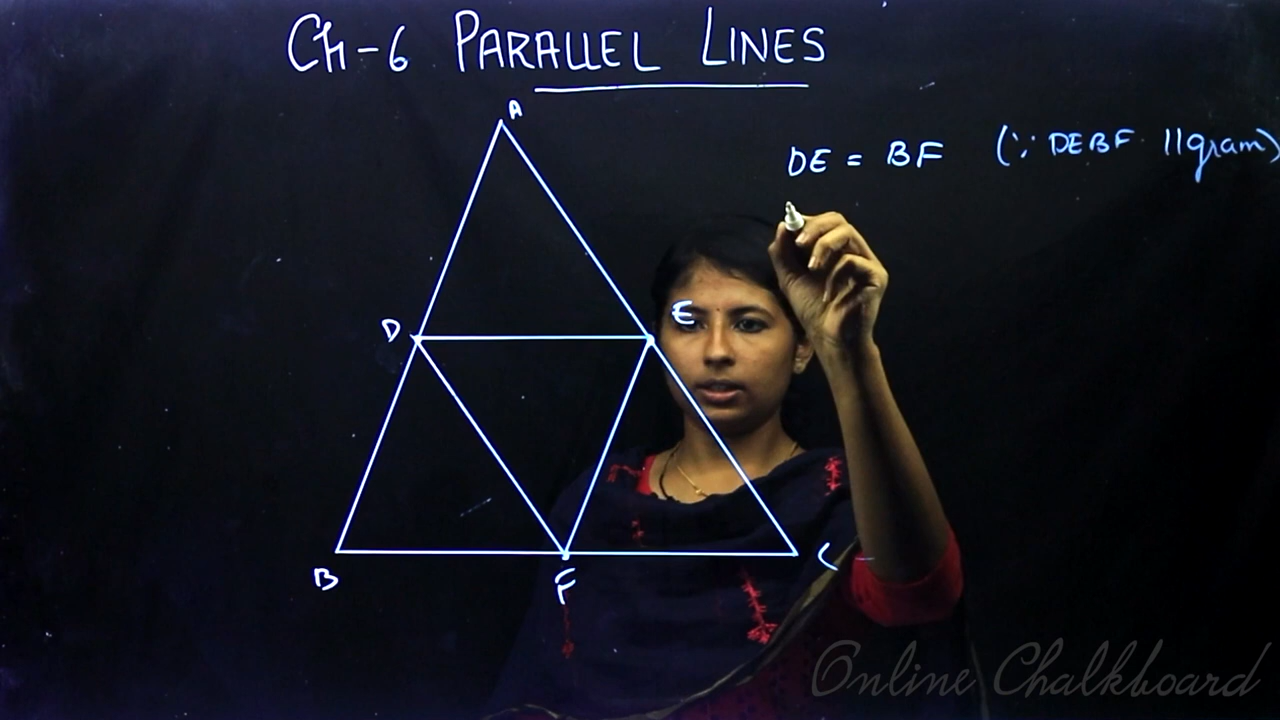 Ch-6 PARALLEL LINES
A
DE = BF (∵ DEBF ||gram)
D
E
B
F
C
Online Chalkboard